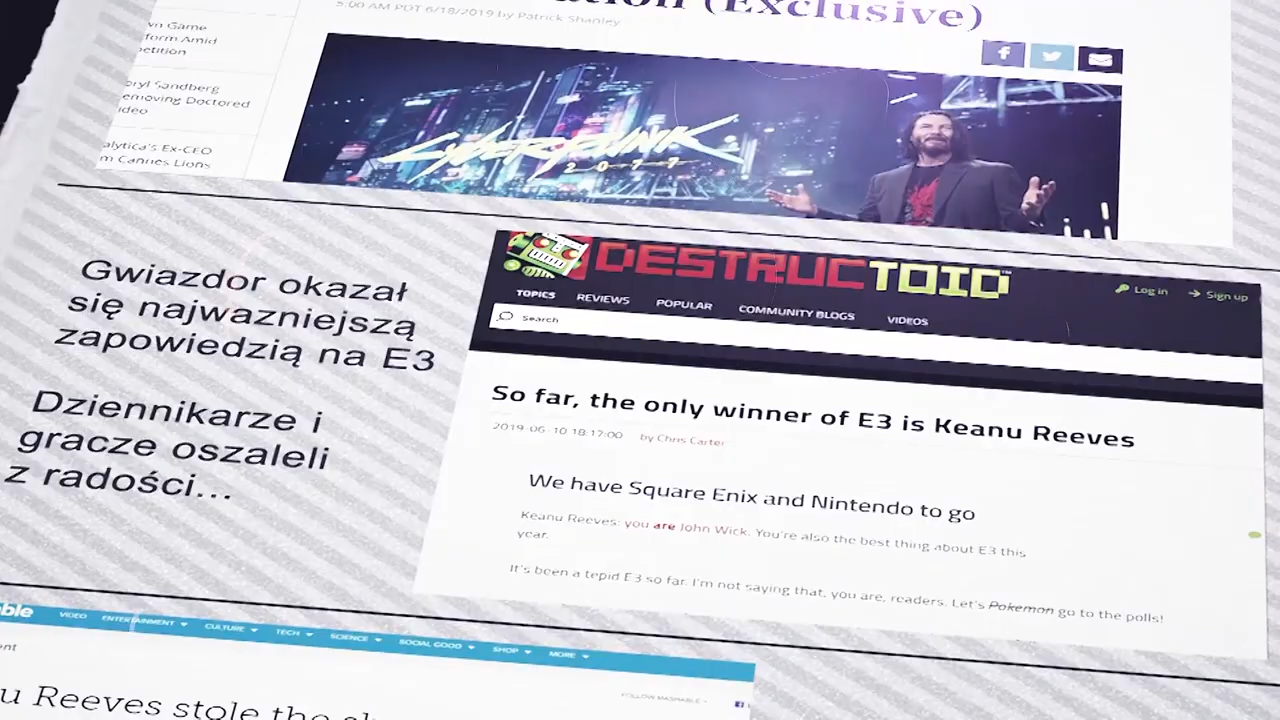 (Exclusive)
5:00 AM PDT 6/18/2019 by Patrick Shanley
Game
form Amid
petition
Sandberg
emoving Doctored
ideo
alytica's Ex-CEO
m Cannes Lions
CYBERPUNK
2077
Gwiazdor okazał
się najwazniejszą
zapowiedzią na E3
Dziennikarze i
gracze oszaleli
z radości...
DESTRUCTOID
Log in
Sign up
TOPICS REVIEWS POPULAR COMMUNITY BLOGS VIDEOS
Search
So far, the only winner of E3 is Keanu Reeves
2019-06-10 18:17:00 by Chris Carter
We have Square Enix and Nintendo to go
Keanu Reeves: you are John Wick. You're also the best thing about E3 this
year.
It's been a tepid E3 so far. I'm not saying that, you are, readers. Let's Pokemon go to the polls!
ble VIDEO ENTERTAINMENT CULTURE TECH SCIENCE SOCIAL GOOD SHOP MORE
FOLLOW MASHABLE
u Reeves stole the